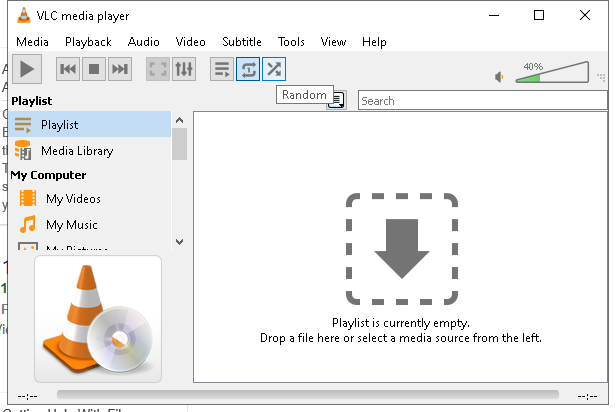 VLC media player
Media Playback Audio Video Subtitle Tools View Help
40%
Random
Search
Playlist
Playlist
Media Library
My Computer
My Videos
My Music
My Pictures
Playlist is currently empty.
Drop a file here or select a media source from the left.
--:-- --:--